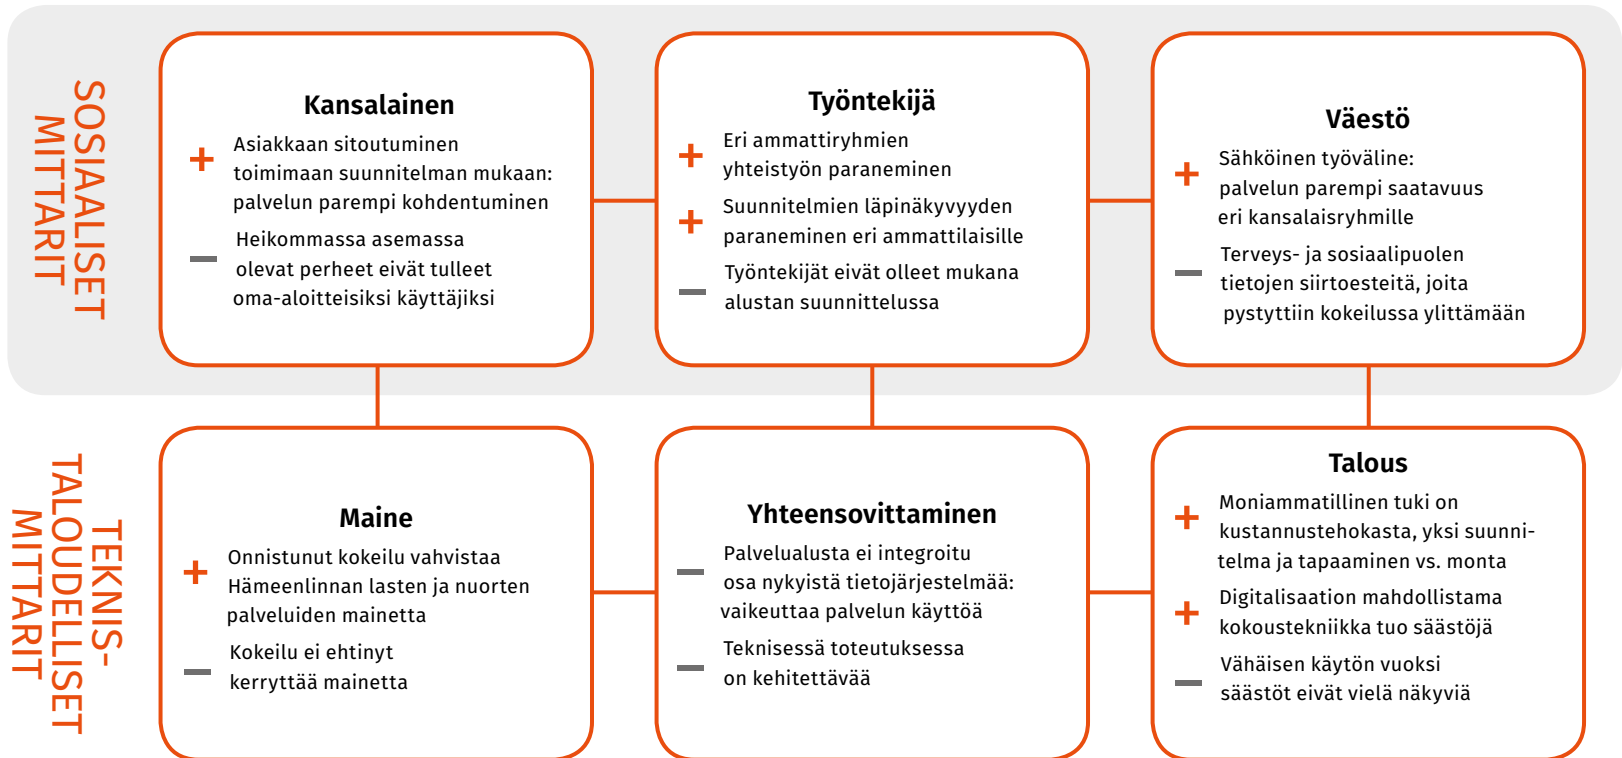 SOSIAALISET
MITTARIT
Kansalainen
+ Asiakkaan sitoutuminen
toimimaan suunnitelman mukaan:
palvelun parempi kohdentuminen
– Heikommassa asemassa
olevat perheet eivät tulleet
oma-aloitteisiksi käyttäjiksi
Työntekijä
+ Eri ammattiryhmien
yhteistyön paraneminen
+ Suunnitelmien läpinäkyvyyden
paraneminen eri ammattilaisille
– Työntekijät eivät olleet mukana
alustan suunnittelussa
Väestö
+ Sähköinen työväline:
palvelun parempi saatavuus
eri kansalaisryhmille
– Terveys- ja sosiaalipuolen
tietojen siirtoesteitä, joita
pystyttiin kokeilussa ylittämään
TEKNIS-
TALOUDELLISET
MITTARIT
Maine
+ Onnistunut kokeilu vahvistaa
Hämeenlinnan lasten ja nuorten
palveluiden mainetta
– Kokeilu ei ehtinyt
kerryttää mainetta
Yhteensovittaminen
– Palvelualusta ei integroitu
osa nykyistä tietojärjestelmää:
vaikeuttaa palvelun käyttöä
– Teknisessä toteutuksessa
on kehitettävää
Talous
+ Moniammatillinen tuki on
kustannustehokasta, yksi suunni-
telma ja tapaaminen vs. monta
+ Digitalisaation mahdollistama
kokoustekniikka tuo säästöjä
– Vähäisen käytön vuoksi
säästöt eivät vielä näkyviä